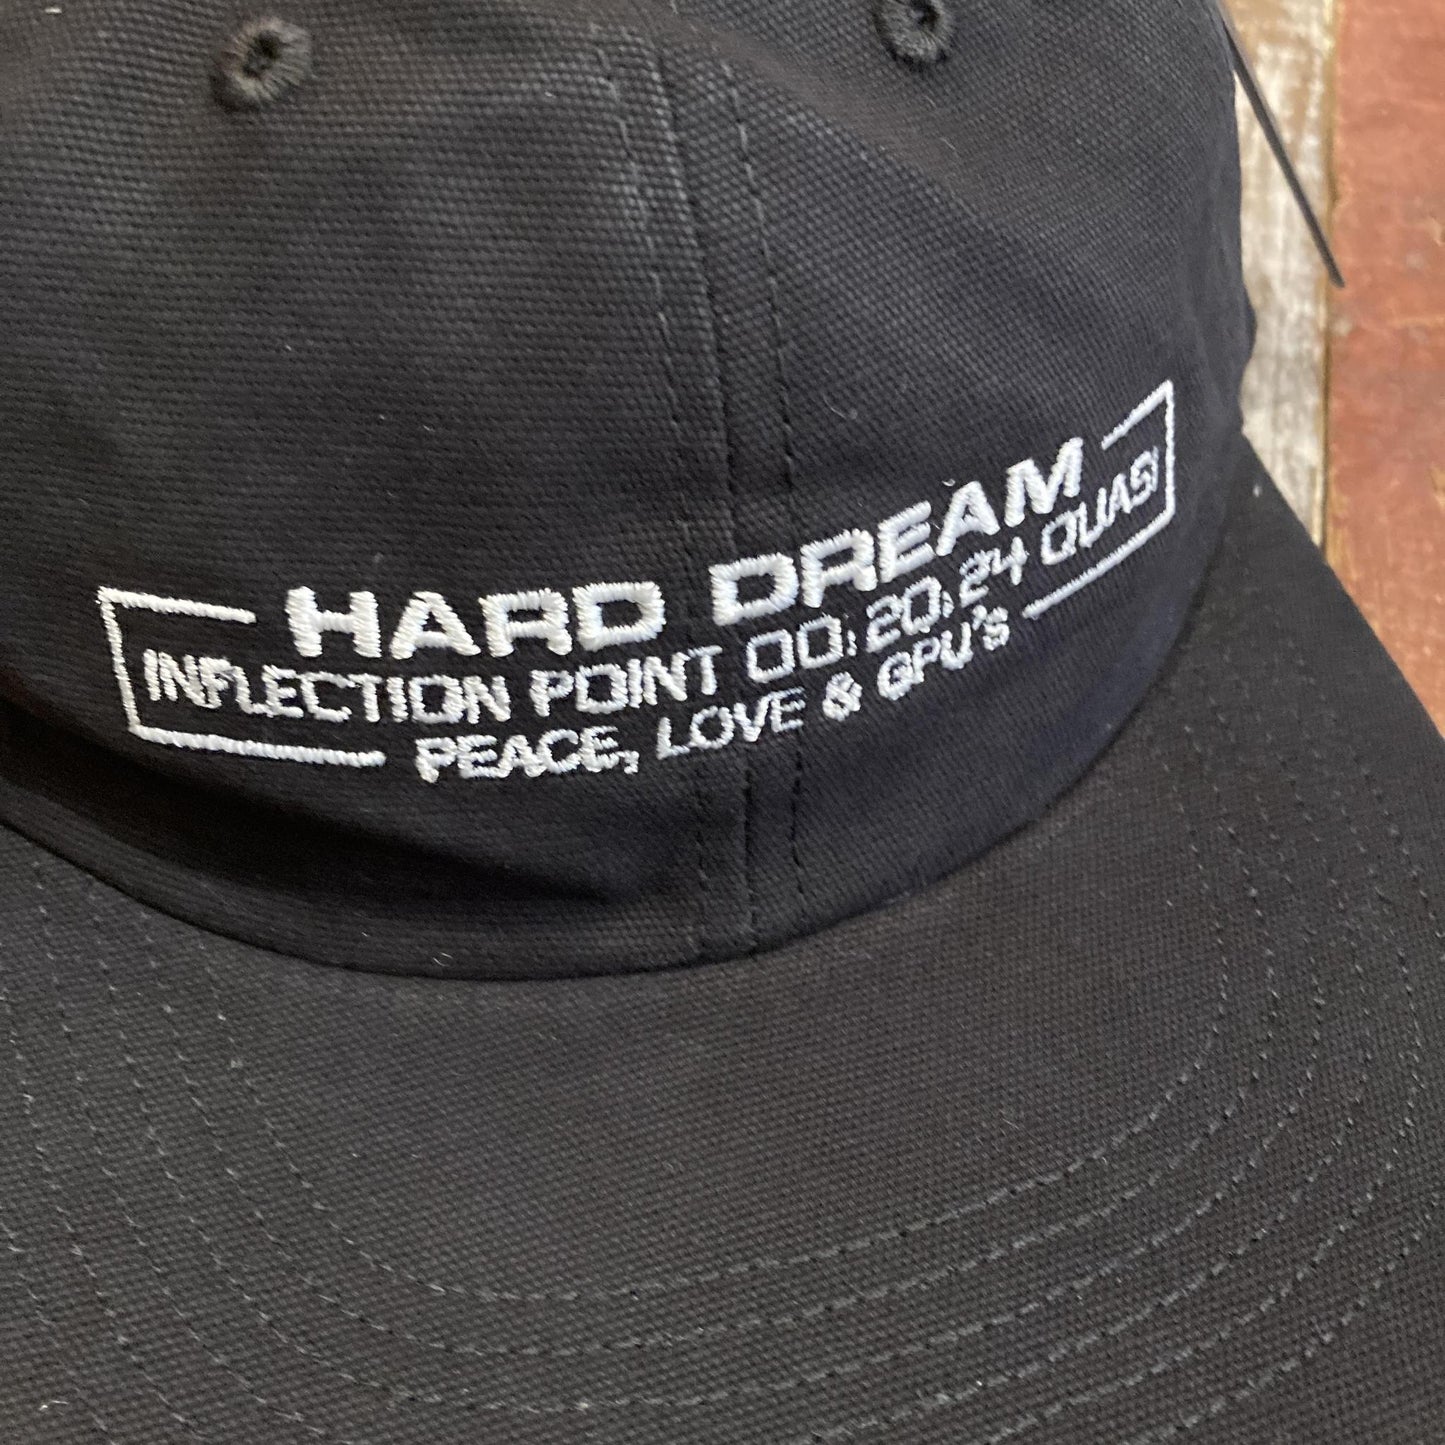 HARD DREAM
INFLECTION POINT 00:20:24 QUASI
PEACE, LOVE & GPU's